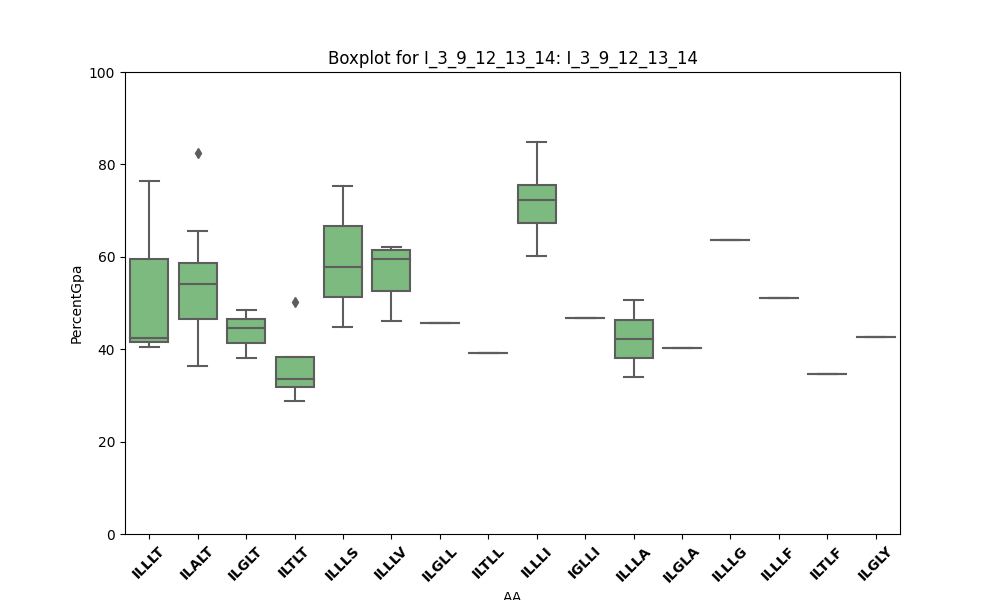 Boxplot for I_3_9_12_13_14: I_3_9_12_13_14
PercentGpa
100
80
60
40
20
0
ILLLT
ILALT
ILGLT
ILTLT
ILLLS
ILLLV
ILGLL
ILTLL
ILLLI
IGLLI
ILLLA
ILGLA
ILLLG
ILLLF
ILTLF
ILGLY
AA